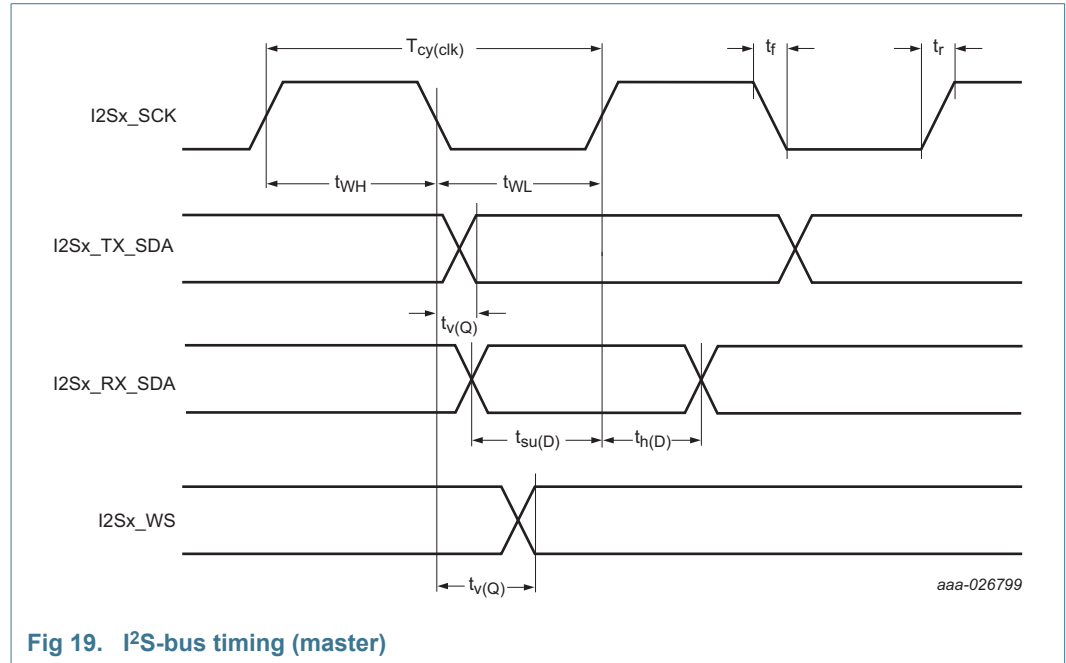 Tcy(clk)
tf
tr
I2Sx_SCK
tWH
tWL
I2Sx_TX_SDA
tv(Q)
I2Sx_RX_SDA
tsu(D)
th(D)
I2Sx_WS
tv(Q)
aaa-026799
Fig 19. I²S-bus timing (master)